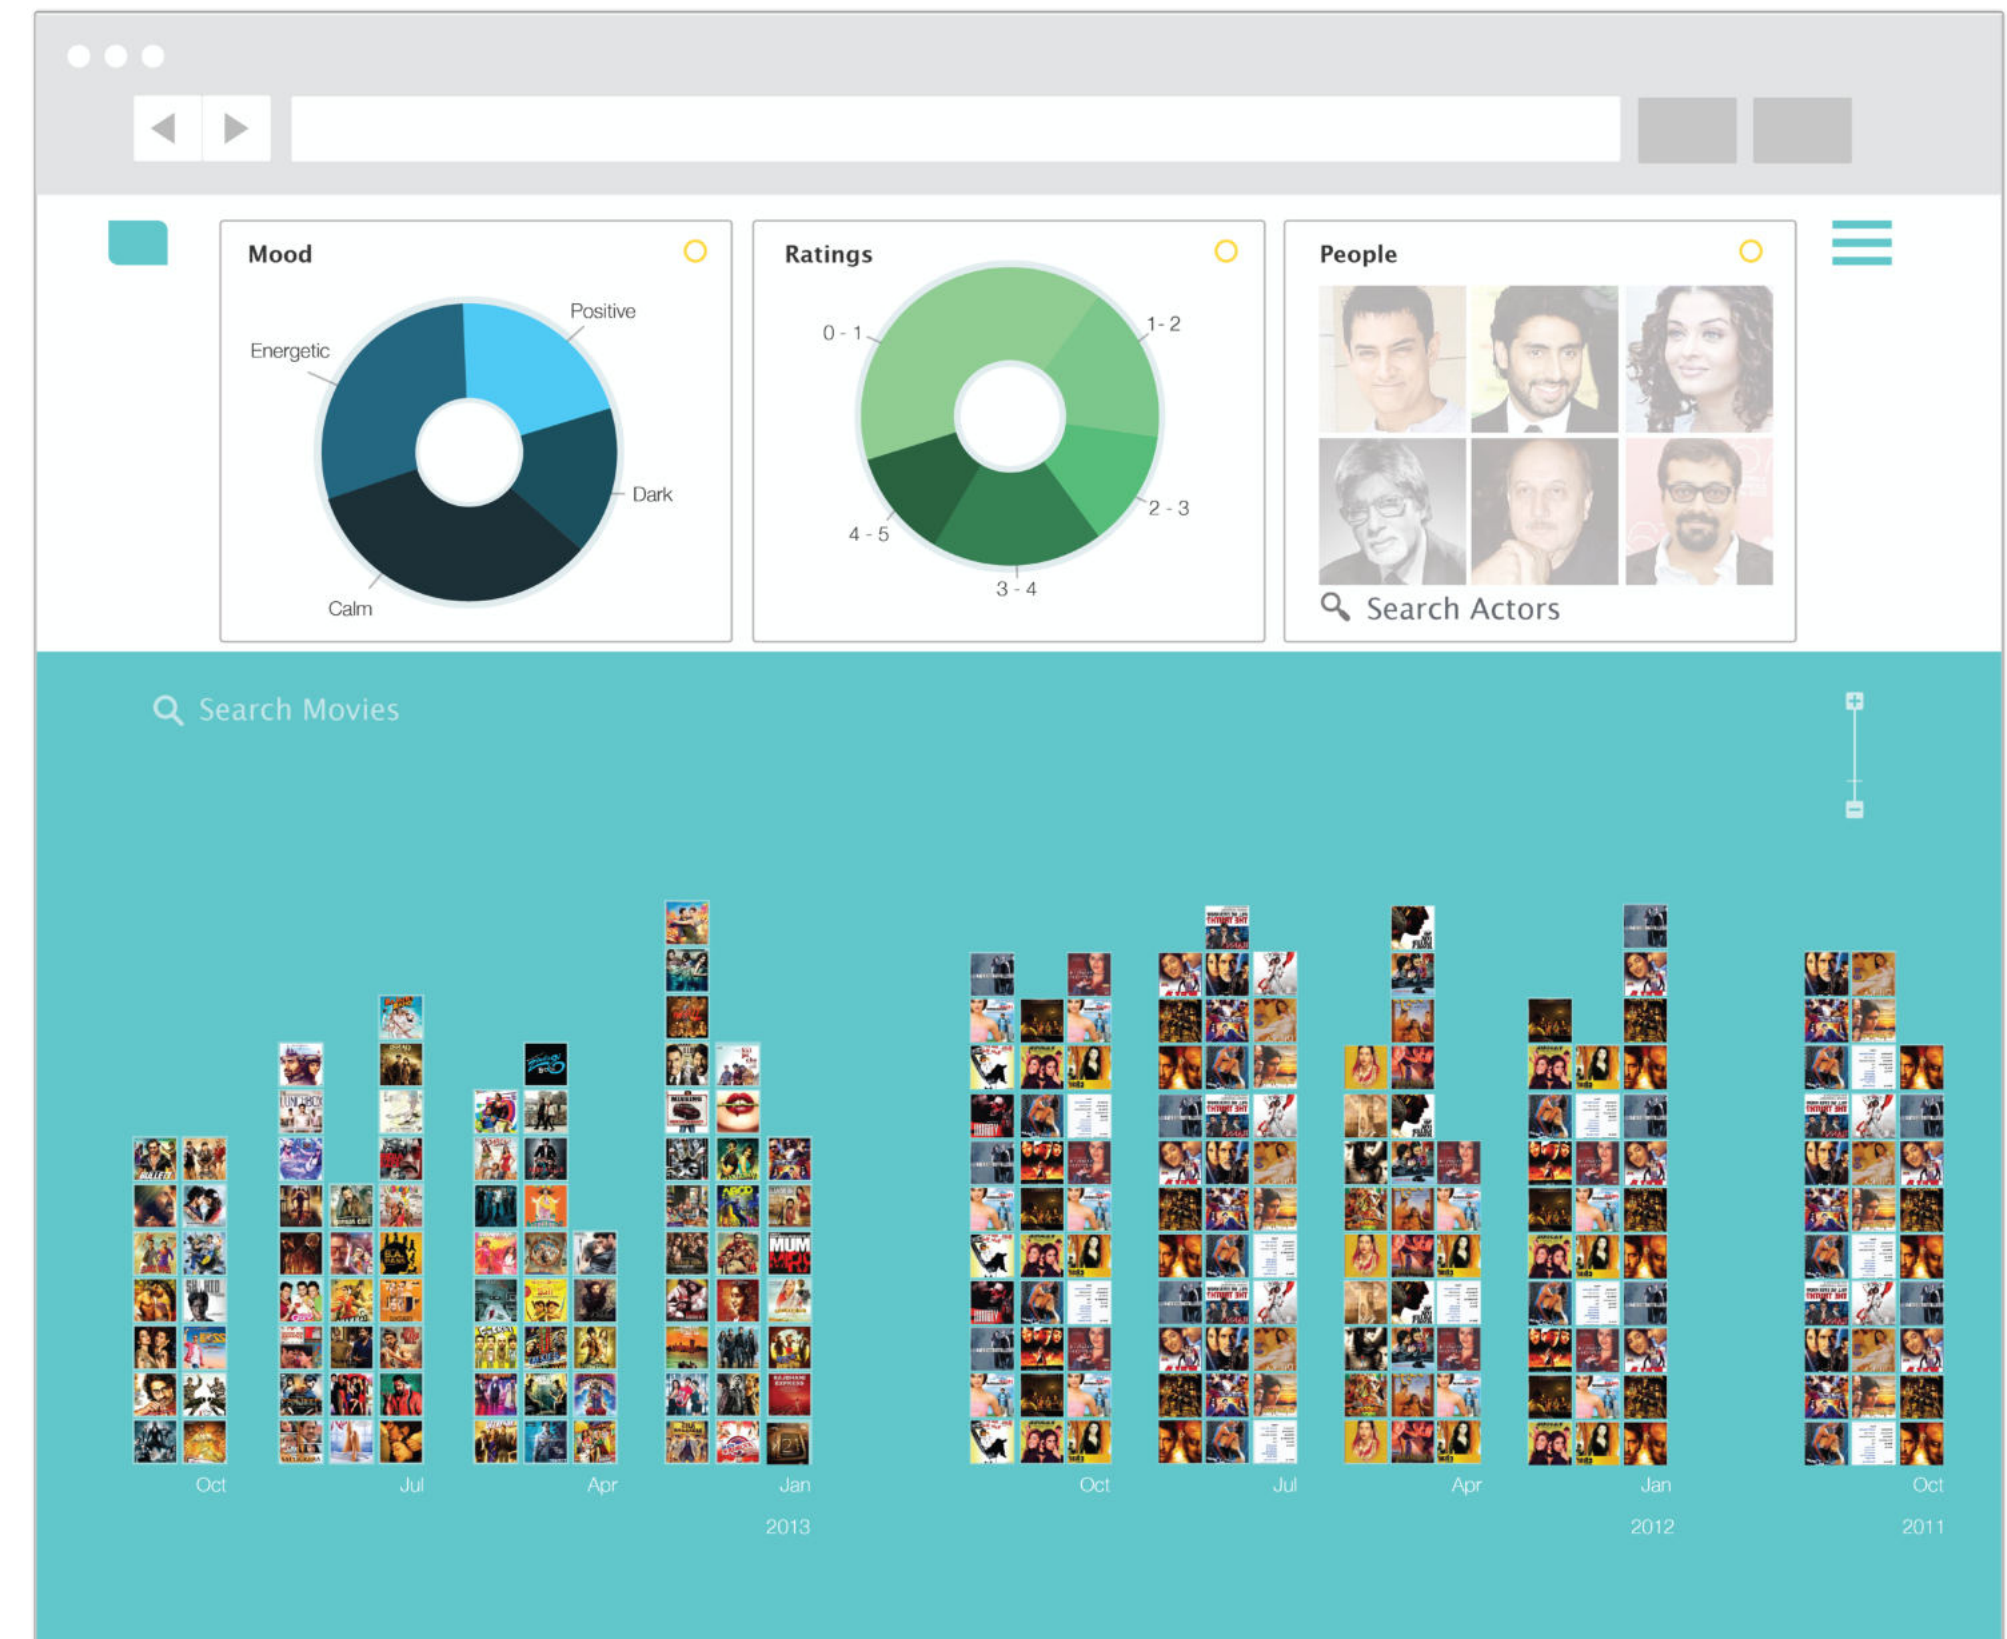 Mood
Ratings
People
Positive
Energetic
Dark
Calm
0 - 1
1- 2
2 - 3
4 - 5
3 - 4
Search Actors
Search Movies
Oct
Jul
Apr
Jan
Oct
Jul
Apr
Jan
Oct
2013
2012
2011